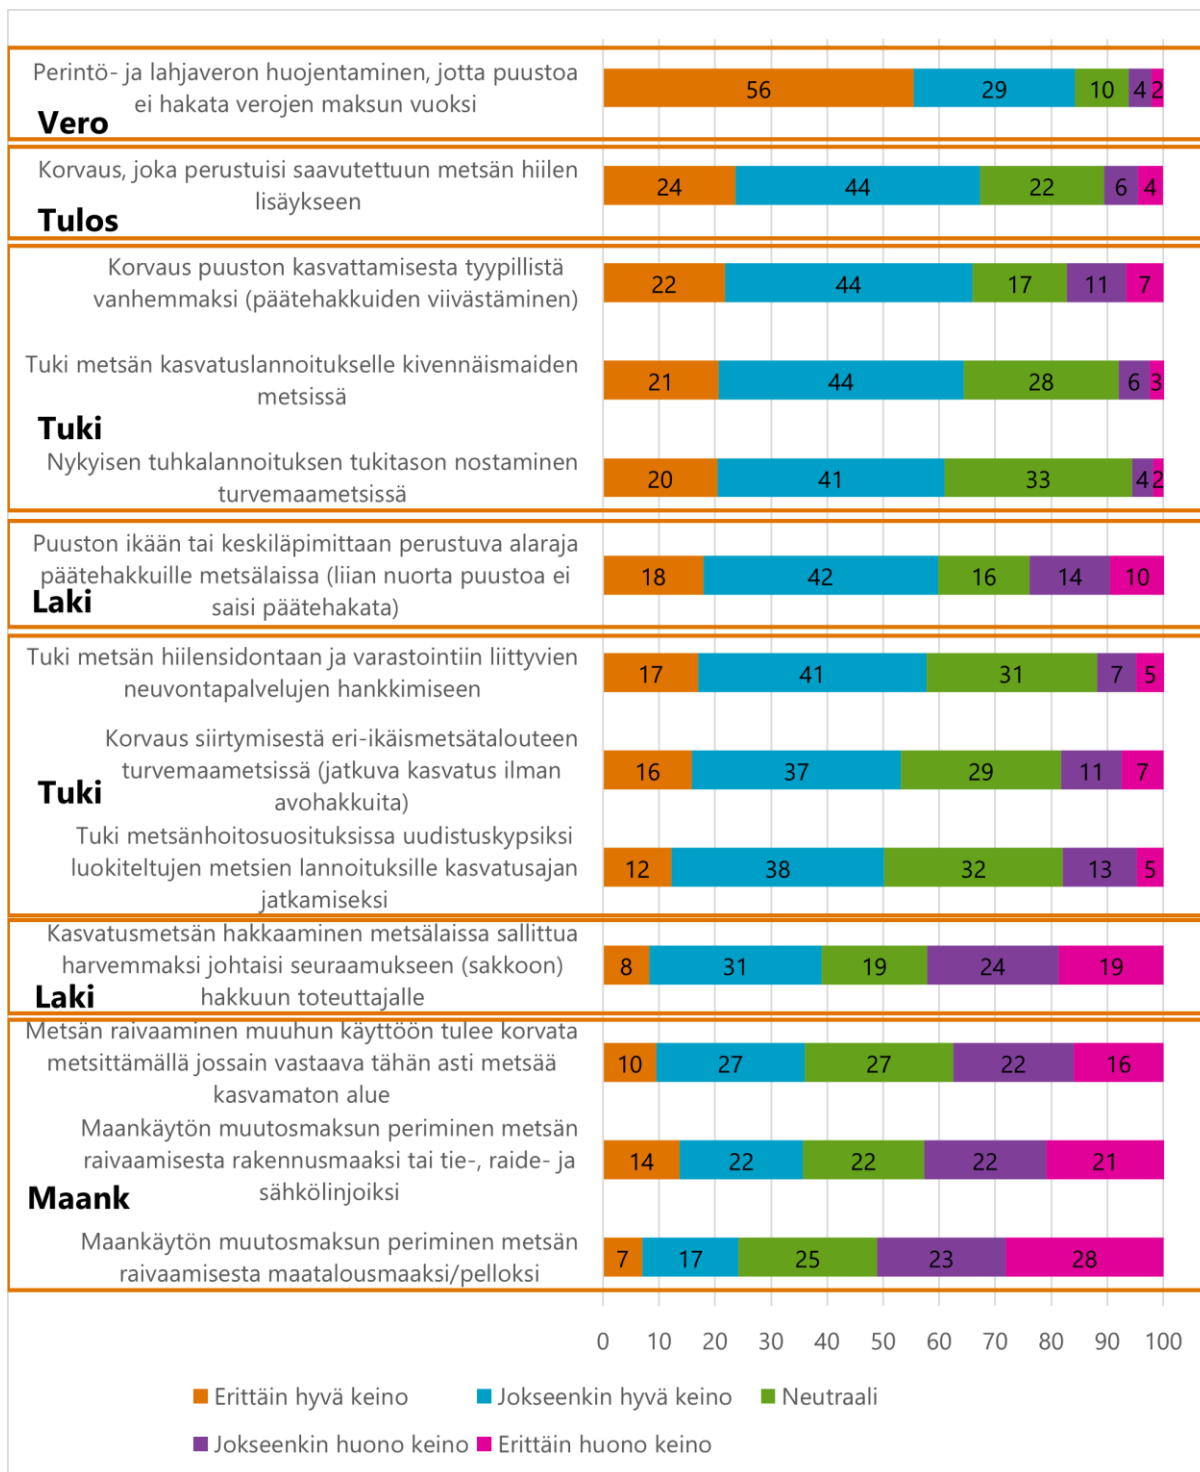 Perintö- ja lahjaveron huojentaminen, jotta puustoa
ei hakata verojen maksun vuoksi
Vero
56 29 10 4 2
Korvaus, joka perustuisi saavutettuun metsän hiilen
lisäykseen
Tulos
24 44 22 6 4
Korvaus puuston kasvattamisesta tyypillistä
vanhemmaksi (päätehakkuiden viivästäminen)
22 44 17 11 7
Tuki metsän kasvatuslannoitukselle kivennäismaiden
metsissä
21 44 28 6 3
Tuki
Nykyisen tuhkalannoituksen tukitason nostaminen
turvemaametsissä
20 41 33 4 2
Puuston ikään tai keskiläpimittaan perustuva alaraja
päätehakkuille metsälaissa (liian nuorta puustoa ei
saisi päätehakata)
Laki
18 42 16 14 10
Tuki metsän hiilensidontaan ja varastointiin liittyvien
neuvontapalvelujen hankkimiseen
17 41 31 7 5
Korvaus siirtymisestä eri-ikäismetsätalouteen
turvemaametsissä (jatkuva kasvatus ilman
avohakkuita)
Tuki
16 37 29 11 7
Tuki metsänhoitosuosituksissa uudistuskypsiksi
luokiteltujen metsien lannoituksille kasvatusajan
jatkamiseksi
12 38 32 13 5
Kasvatusmetsän hakkaaminen metsälaissa sallittua
harvemmaksi johtaisi seuraamukseen (sakkoon)
hakkuun toteuttajalle
Laki
8 31 19 24 19
Metsän raivaaminen muuhun käyttöön tulee korvata
metsittämällä jossain vastaava tähän asti metsää
kasvamaton alue
10 27 27 22 16
Maankäytön muutosmaksun periminen metsän
raivaamisesta rakennusmaaksi tai tie-, raide- ja
sähkölinjoiksi
14 22 22 22 21
Maank
Maankäytön muutosmaksun periminen metsän
raivaamisesta maatalousmaaksi/pelloksi
7 17 25 23 28
0 10 20 30 40 50 60 70 80 90 100
Erittäin hyvä keino Jokseenkin hyvä keino Neutraali
Jokseenkin huono keino Erittäin huono keino